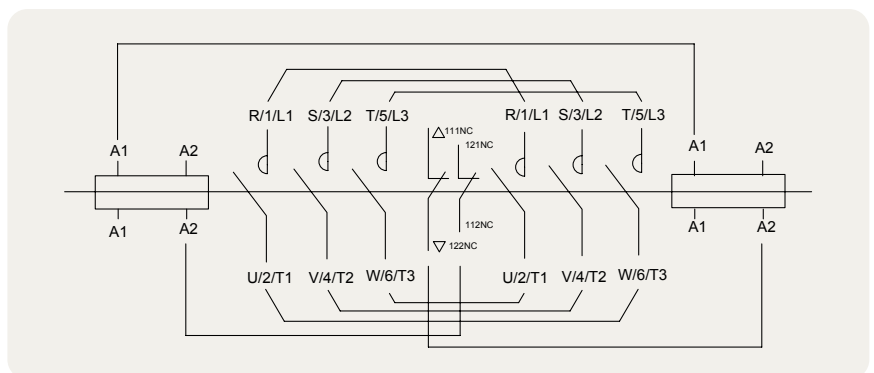 R/1/L1 S/3/L2 T/5/L3 R/1/L1 S/3/L2 T/5/L3
△111NC
121NC
A1 A2 A1 A2
A1 A2 A1 A2
112NC
▽ 122NC
U/2/T1 V/4/T2 W/6/T3 U/2/T1 V/4/T2 W/6/T3